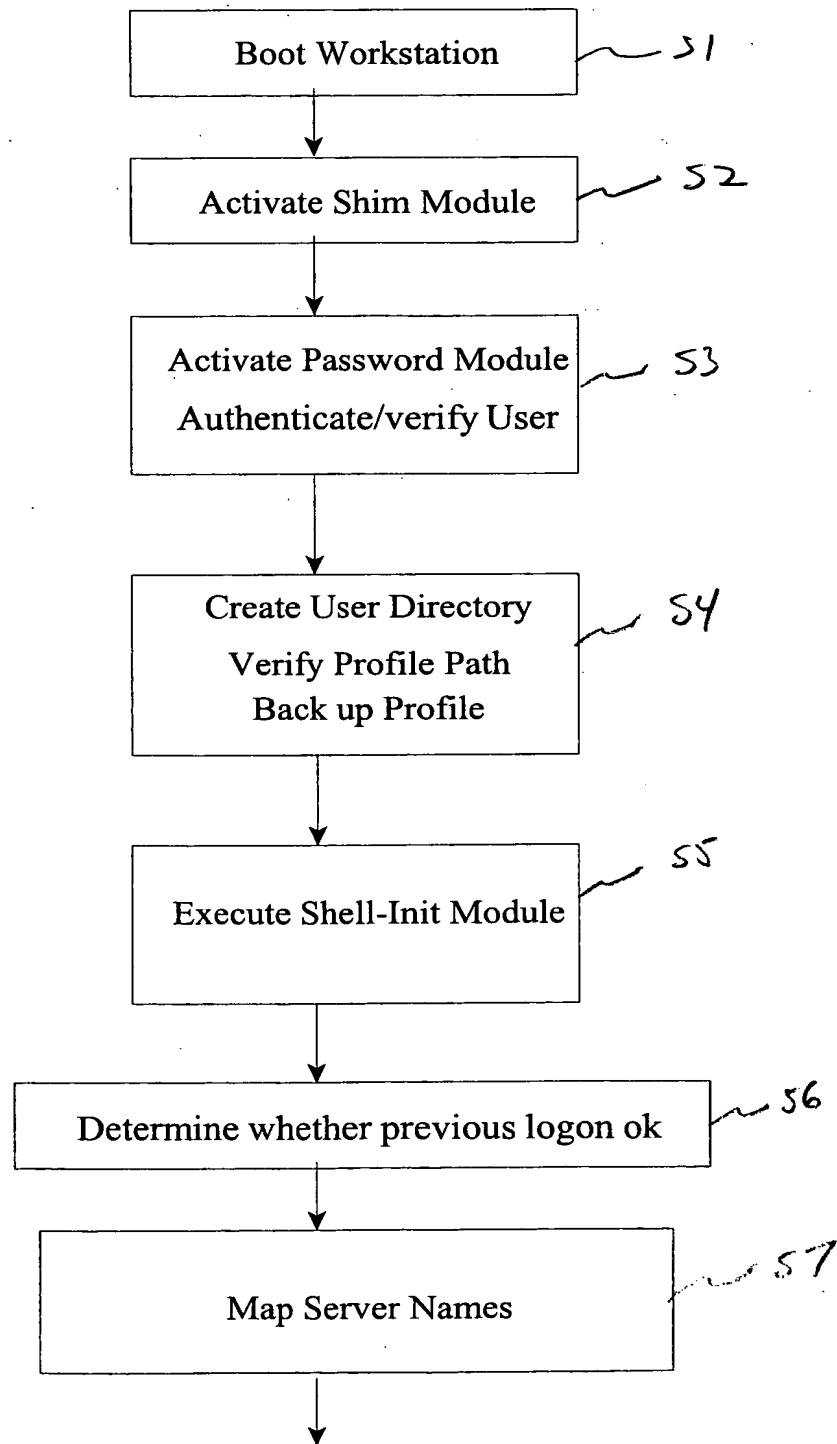 Boot Workstation
S1
Activate Shim Module
S2
Activate Password Module
Authenticate/verify User
S3
Create User Directory
Verify Profile Path
Back up Profile
S4
Execute Shell-Init Module
S5
Determine whether previous logon ok
S6
Map Server Names
S7